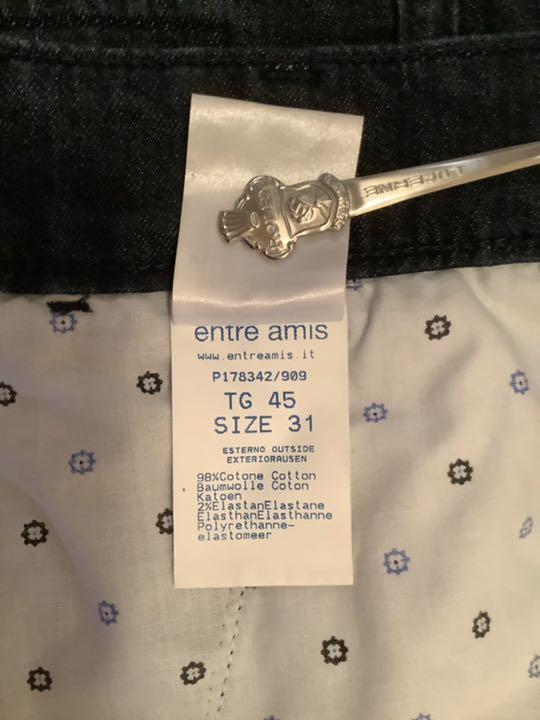 LUCERNE
entre amis
www.entreamis.it
P178342/909
TG 45
SIZE 31
ESTERNO OUTSIDE
EXTERIORAUSEN
98%Cotone Cotton
Baumwolle Coton
Katoen
2%ElastanElastane
ElasthanElasthanne
Polyrethanne-
elastomeer